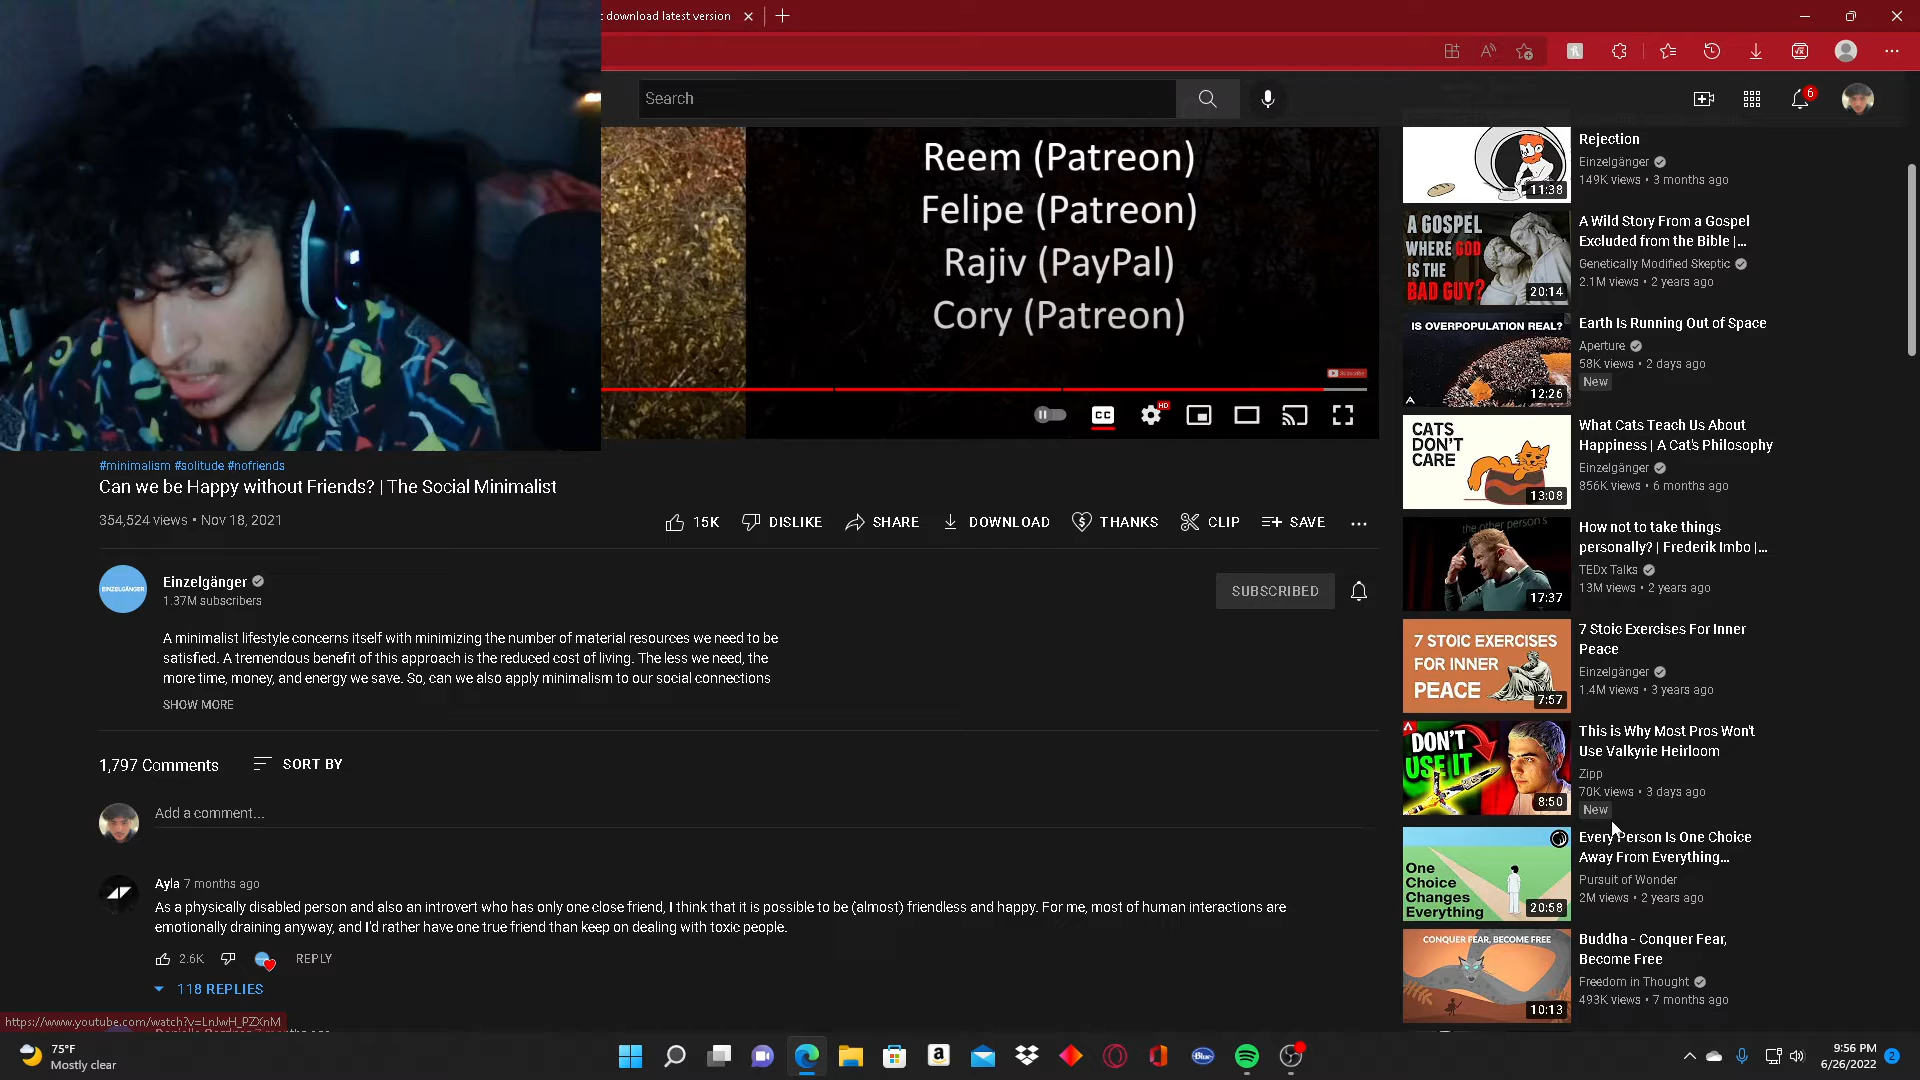 download latest version
Search
6
Reem (Patreon)
Felipe (Patreon)
Rajiv (PayPal)
Cory (Patreon)
Subscribe
CC
HD
#minimalism #solitude #nofriends
Can we be Happy without Friends? | The Social Minimalist
354,524 views • Nov 18, 2021
15K
DISLIKE
SHARE
DOWNLOAD
THANKS
CLIP
SAVE
EINZELGÄNGER
Einzelgänger
1.37M subscribers
SUBSCRIBED
A minimalist lifestyle concerns itself with minimizing the number of material resources we need to be
satisfied. A tremendous benefit of this approach is the reduced cost of living. The less we need, the
more time, money, and energy we save. So, can we also apply minimalism to our social connections
SHOW MORE
1,797 Comments
SORT BY
Add a comment...
Ayla 7 months ago
As a physically disabled person and also an introvert who has only one close friend, I think that it is possible to be (almost) friendless and happy. For me, most of human interactions are
emotionally draining anyway, and I'd rather have one true friend than keep on dealing with toxic people.
2.6K
REPLY
118 REPLIES
https://www.youtube.com/watch?v=LnJwH_PZXnM
Rejection
Einzelgänger
149K views • 3 months ago
11:38
A GOSPEL
WHERE GOD
IS THE
BAD GUY?
20:14
A Wild Story From a Gospel
Excluded from the Bible |...
Genetically Modified Skeptic
2.1M views • 2 years ago
IS OVERPOPULATION REAL?
12:26
Earth Is Running Out of Space
Aperture
58K views • 2 days ago
New
CATS
DON'T
CARE
13:08
What Cats Teach Us About
Happiness | A Cat's Philosophy
Einzelgänger
856K views • 6 months ago
the other person's
17:37
How not to take things
personally? | Frederik Imbo |...
TEDx Talks
13M views • 2 years ago
7 STOIC EXERCISES
FOR INNER
PEACE
7:57
7 Stoic Exercises For Inner
Peace
Einzelgänger
1.4M views • 3 years ago
DON'T
USE IT
8:50
This is Why Most Pros Won't
Use Valkyrie Heirloom
Zipp
70K views • 3 days ago
New
One
Choice
Changes
Everything
20:58
Every Person Is One Choice
Away From Everything...
Pursuit of Wonder
2M views • 2 years ago
CONQUER FEAR, BECOME FREE
10:13
Buddha - Conquer Fear,
Become Free
Freedom in Thought
493K views • 7 months ago
75°F
Mostly clear
Blue
9:56 PM
6/26/2022
2